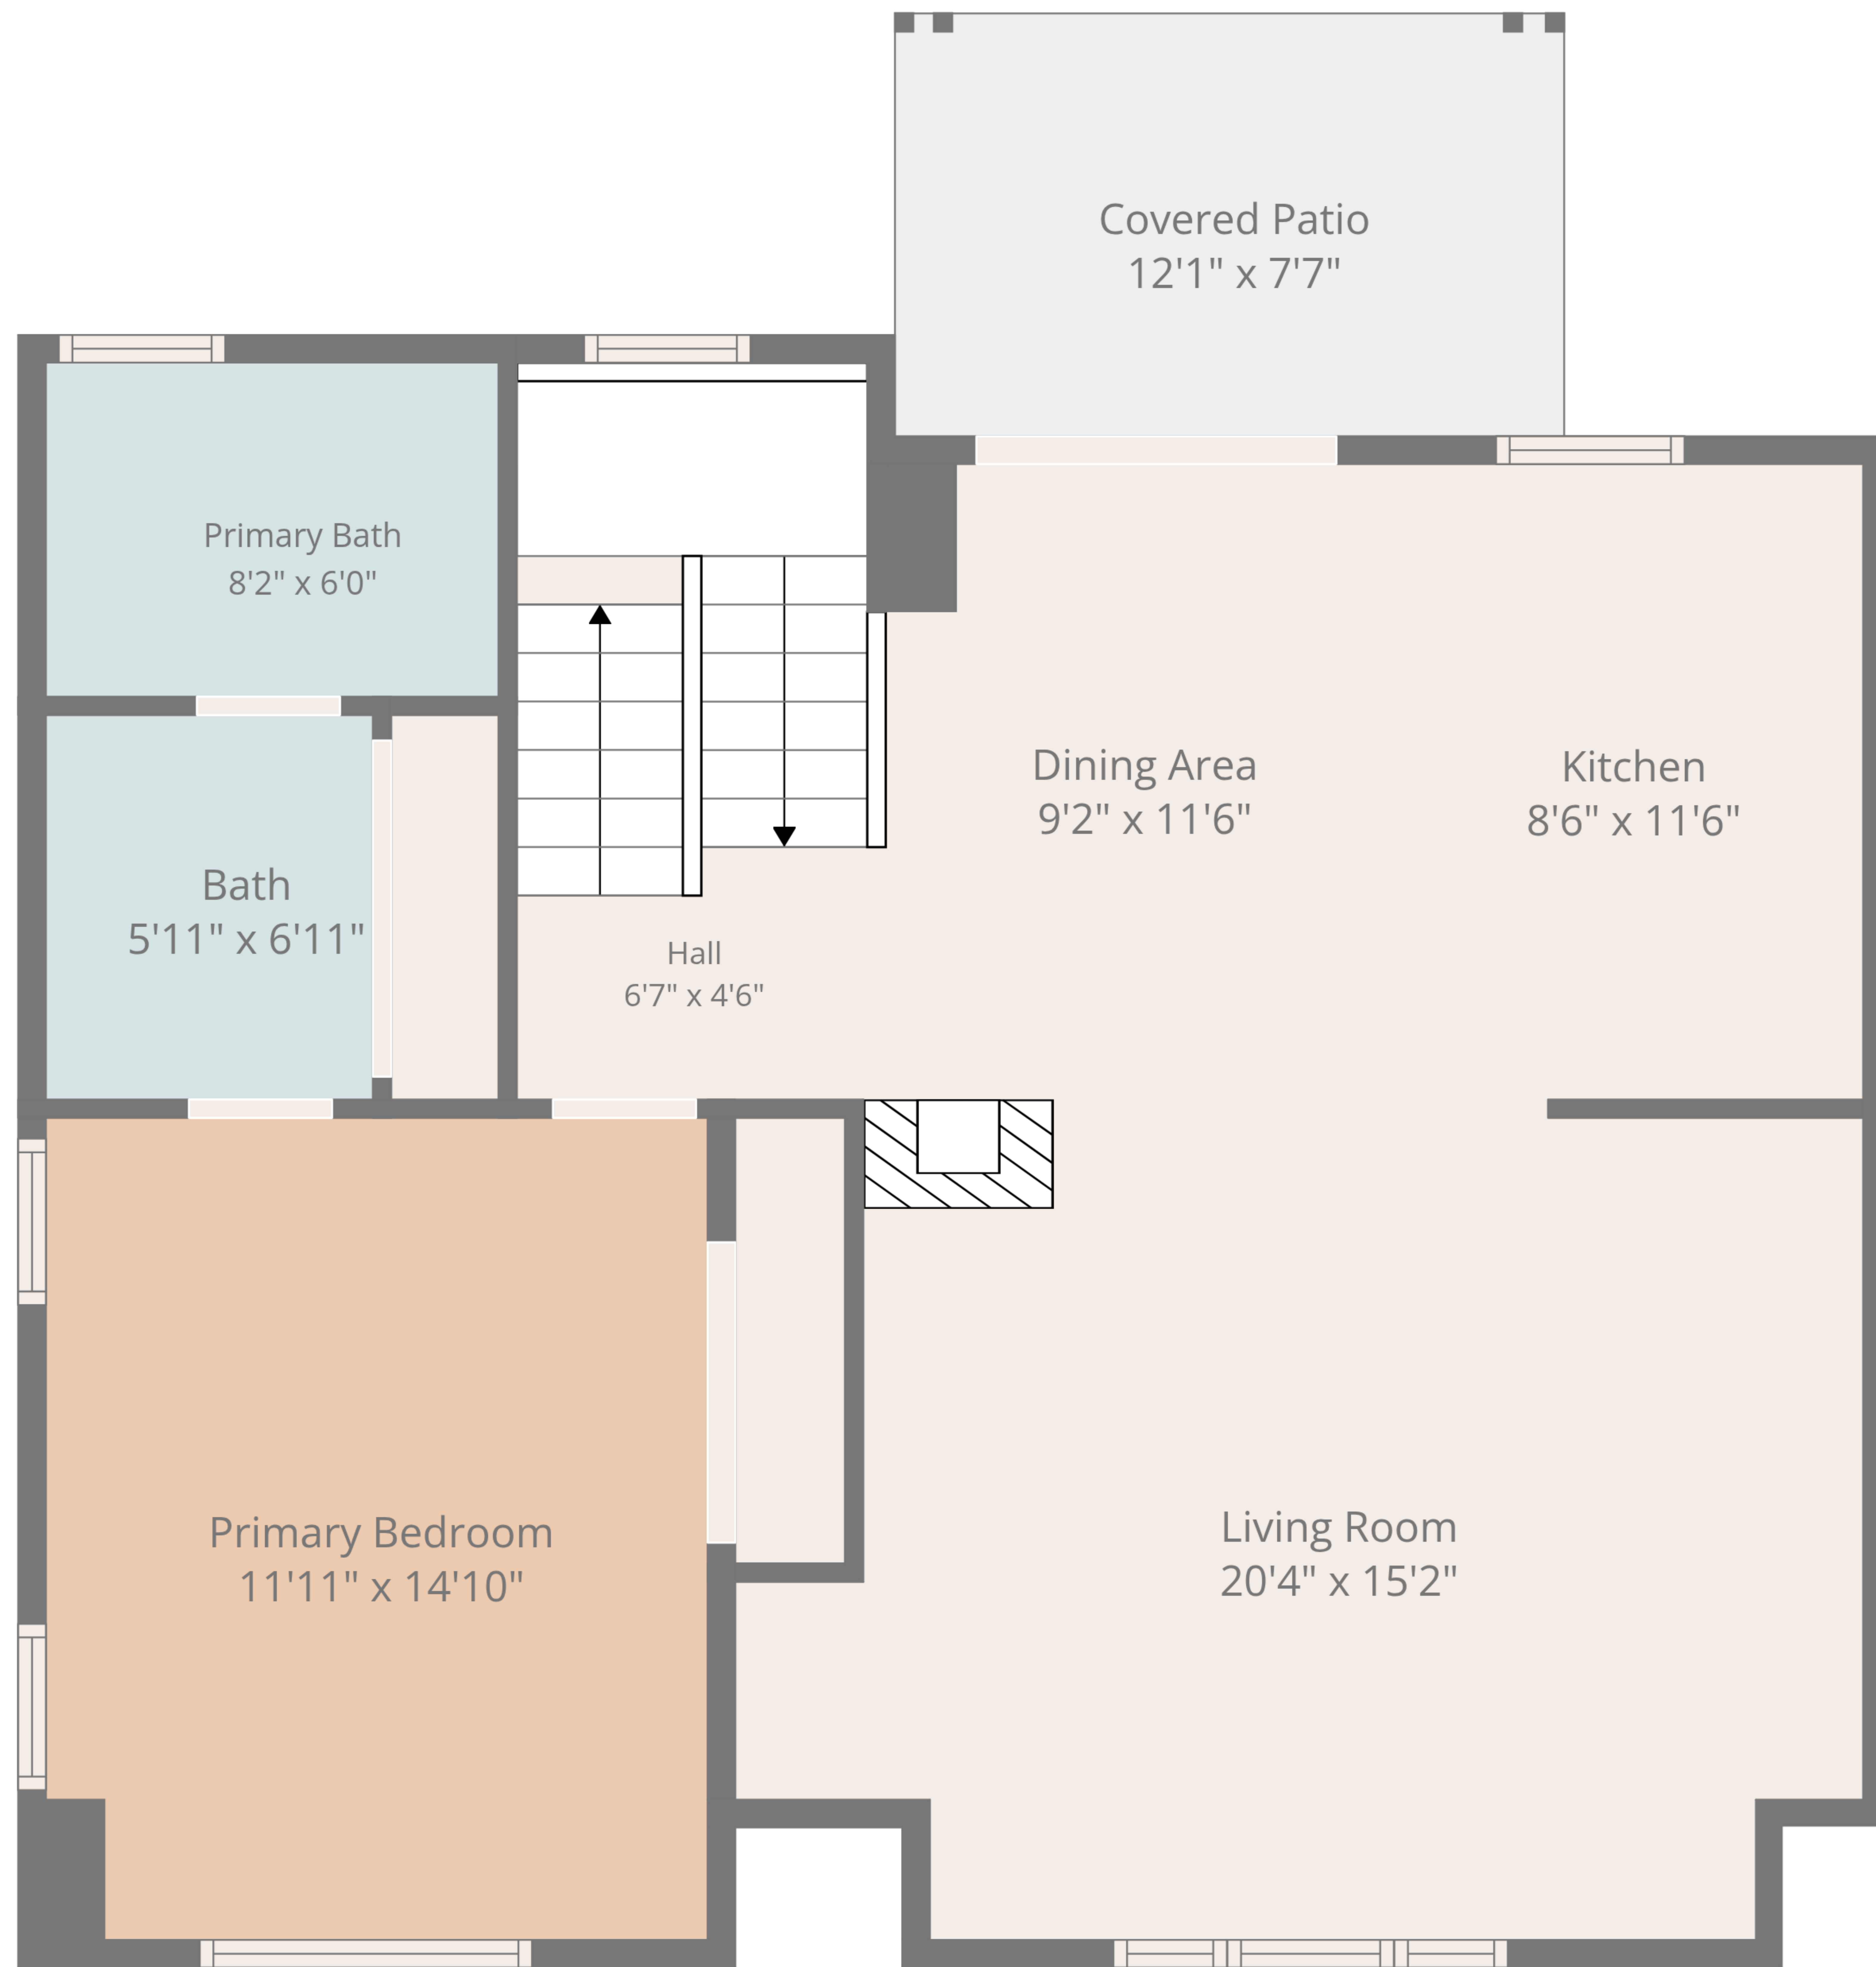 Covered Patio
12'1" x 7'7"
Primary Bath
8'2" x 6'0"
Dining Area
9'2" x 11'6"
Kitchen
8'6" x 11'6"
Bath
5'11" x 6'11"
Hall
6'7" x 4'6"
Primary Bedroom
11'11" x 14'10"
Living Room
20'4" x 15'2"